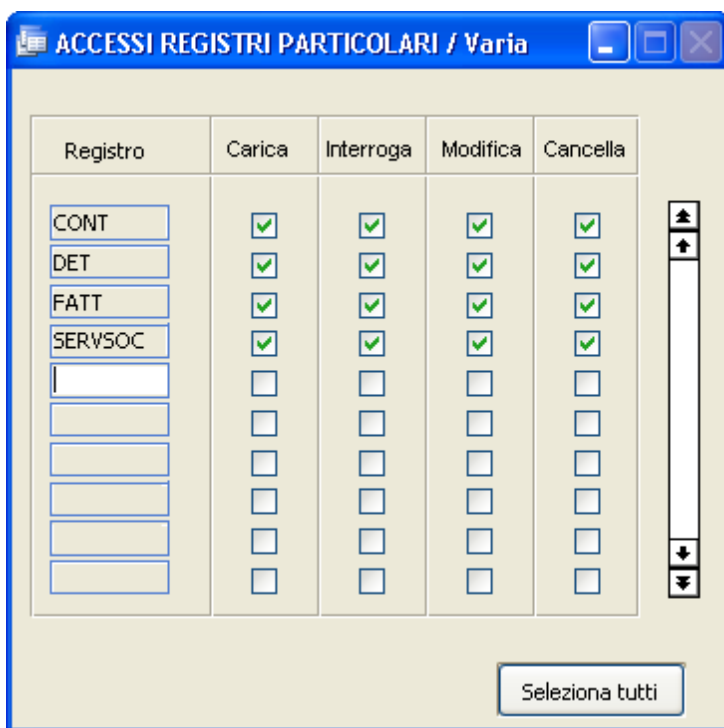 ACCESSI REGISTRI PARTICOLARI / Varia
Registro Carica Interroga Modifica Cancella
CONT
DET
FATT
SERVSOC
Seleziona tutti